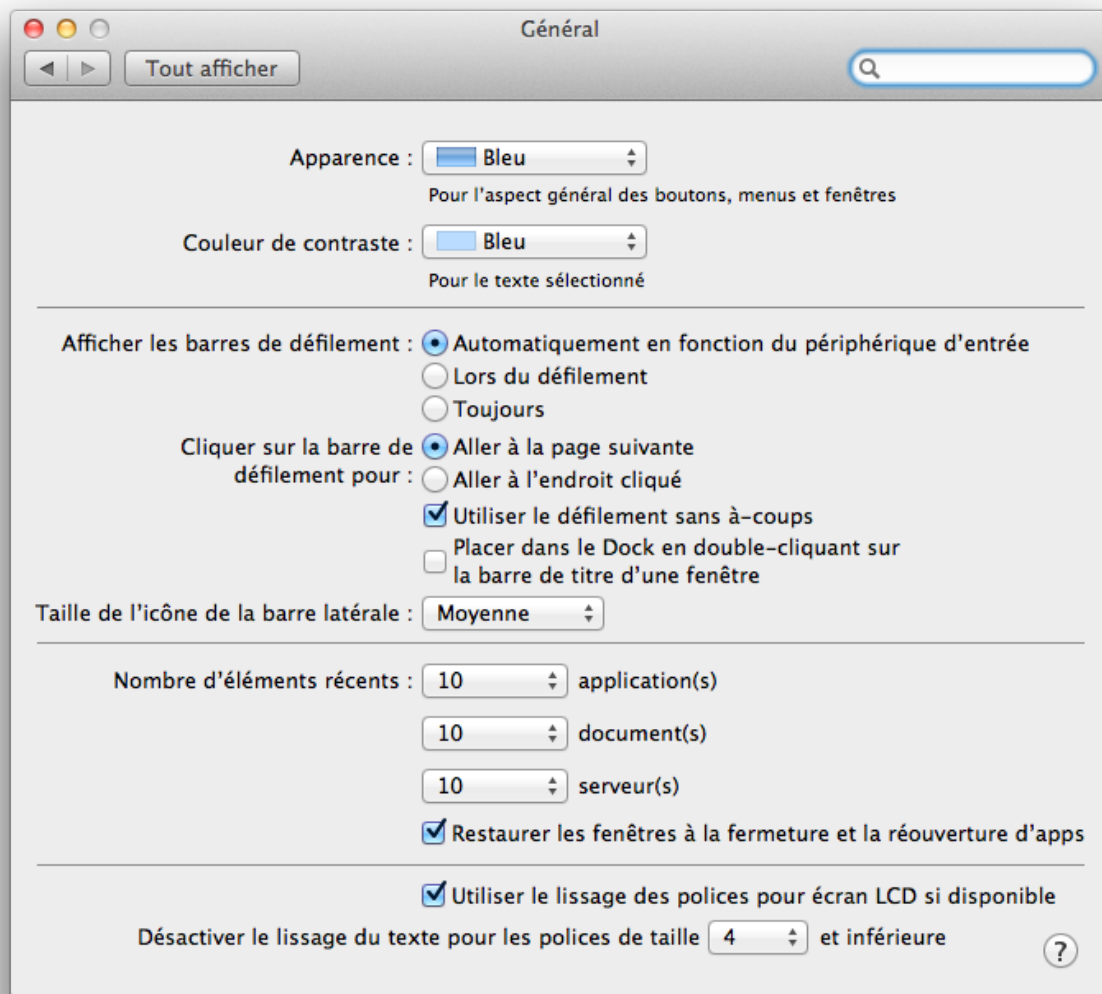 Général
Tout afficher
Apparence : Bleu
Pour l'aspect général des boutons, menus et fenêtres
Couleur de contraste : Bleu
Pour le texte sélectionné
Afficher les barres de défilement : Automatiquement en fonction du périphérique d'entrée
Lors du défilement
Toujours
Cliquer sur la barre de défilement pour : Aller à la page suivante
Aller à l'endroit cliqué
Utiliser le défilement sans à-coups
Placer dans le Dock en double-cliquant sur
la barre de titre d'une fenêtre
Taille de l'icône de la barre latérale : Moyenne
Nombre d'éléments récents : 10 application(s)
10 document(s)
10 serveur(s)
Restaurer les fenêtres à la fermeture et la réouverture d'apps
Utiliser le lissage des polices pour écran LCD si disponible
Désactiver le lissage du texte pour les polices de taille 4 et inférieure
?